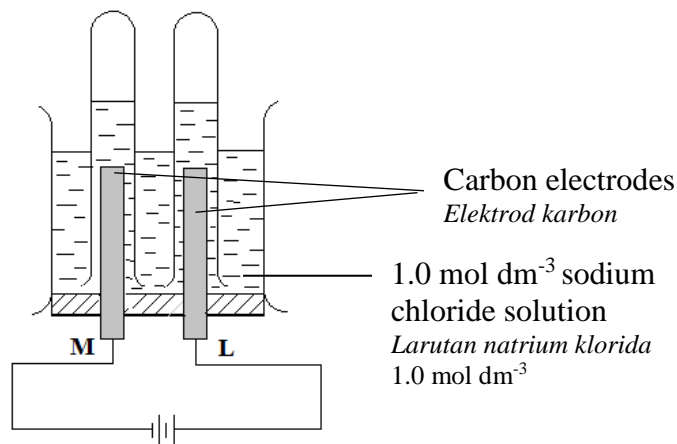 Carbon electrodes
Elektrod karbon
1.0 mol dm⁻³ sodium
chloride solution
Larutan natrium klorida
1.0 mol dm⁻³
M
L